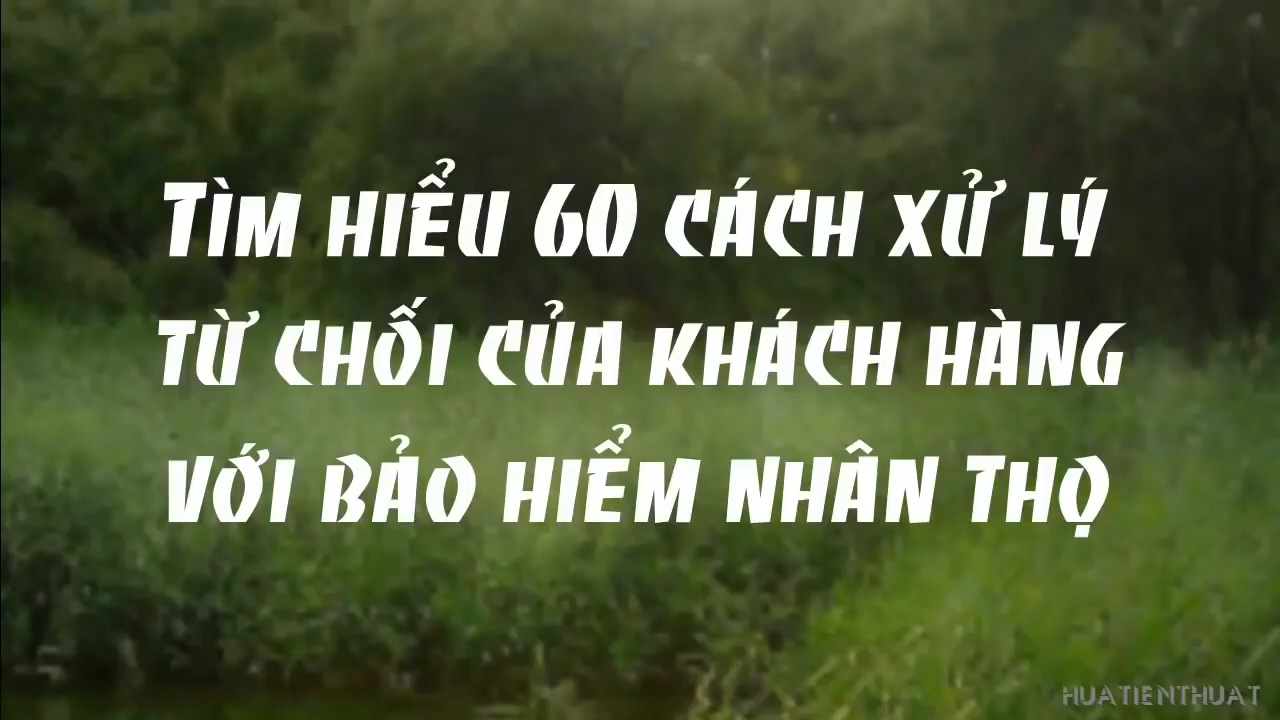 Tìm hiểu 60 cách xử lý
từ chối của khách hàng
với bảo hiểm nhân thọ
HUATIENTHUAT